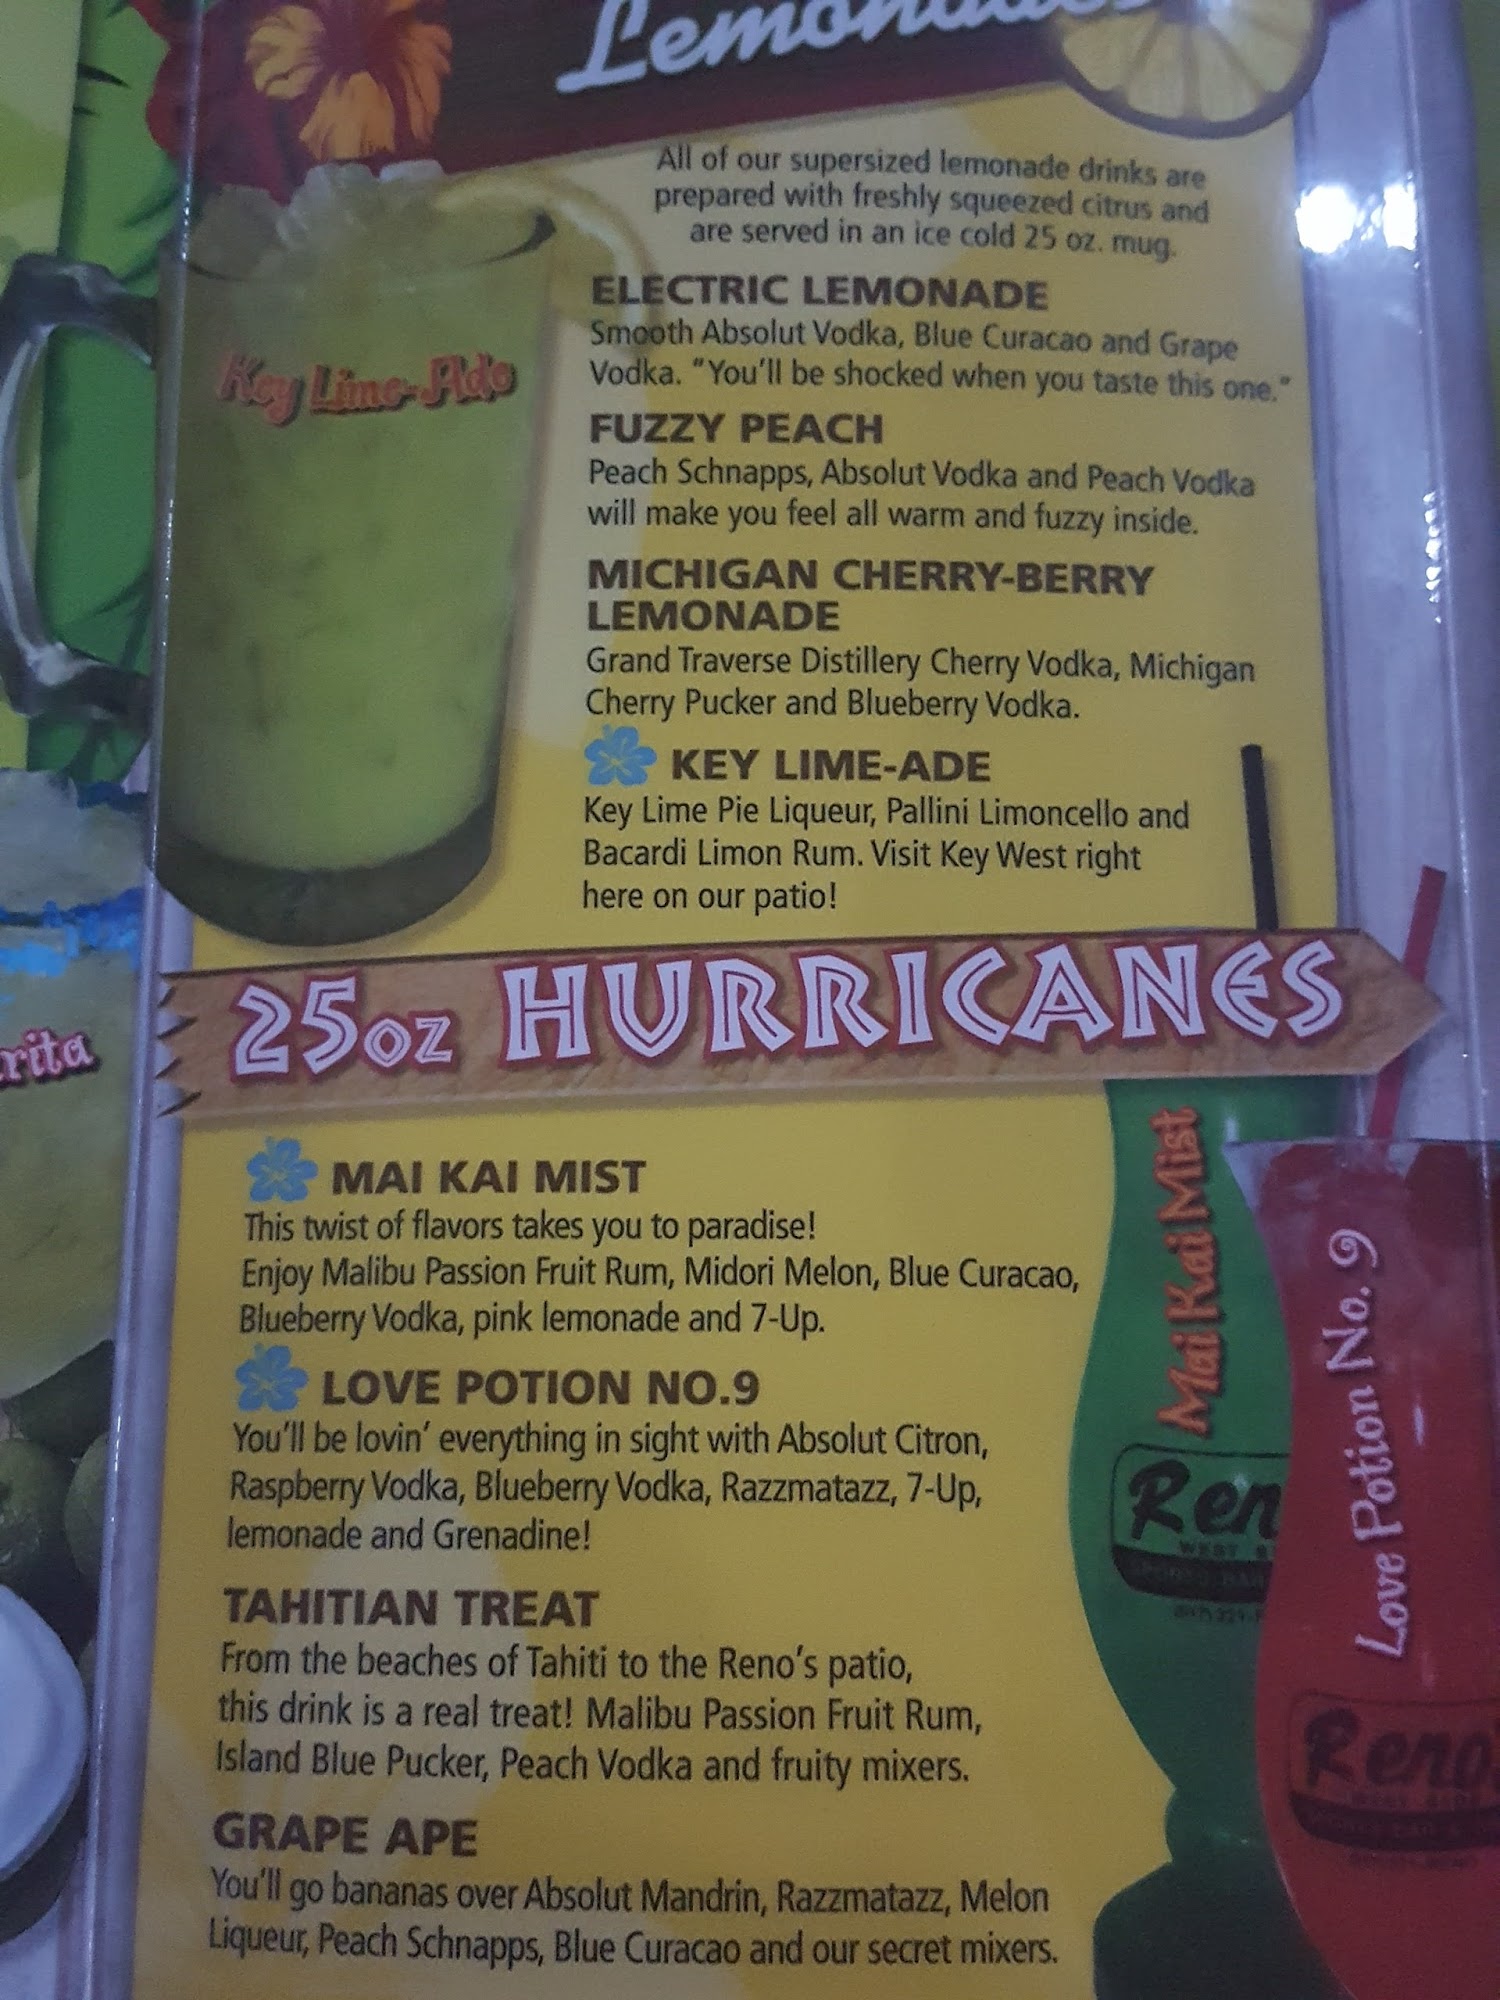 Lemonades
All of our supersized lemonade drinks are
prepared with freshly squeezed citrus and
are served in an ice cold 25 oz. mug.
Key Lime-Ade
ELECTRIC LEMONADE
Smooth Absolut Vodka, Blue Curacao and Grape
Vodka. "You'll be shocked when you taste this one."
FUZZY PEACH
Peach Schnapps, Absolut Vodka and Peach Vodka
will make you feel all warm and fuzzy inside.
MICHIGAN CHERRY-BERRY
LEMONADE
Grand Traverse Distillery Cherry Vodka, Michigan
Cherry Pucker and Blueberry Vodka.
KEY LIME-ADE
Key Lime Pie Liqueur, Pallini Limoncello and
Bacardi Limon Rum. Visit Key West right
here on our patio!
rita
25oz HURRICANES
MAI KAI MIST
This twist of flavors takes you to paradise!
Enjoy Malibu Passion Fruit Rum, Midori Melon, Blue Curacao,
Blueberry Vodka, pink lemonade and 7-Up.
LOVE POTION NO.9
You'll be lovin' everything in sight with Absolut Citron,
Raspberry Vodka, Blueberry Vodka, Razzmatazz, 7-Up,
lemonade and Grenadine!
TAHITIAN TREAT
From the beaches of Tahiti to the Reno's patio,
this drink is a real treat! Malibu Passion Fruit Rum,
Island Blue Pucker, Peach Vodka and fruity mixers.
GRAPE APE
You'll go bananas over Absolut Mandrin, Razzmatazz, Melon
Liqueur, Peach Schnapps, Blue Curacao and our secret mixers.
Mai Kai Mist
Ren
WEST
Love Potion No. 9
Reno's